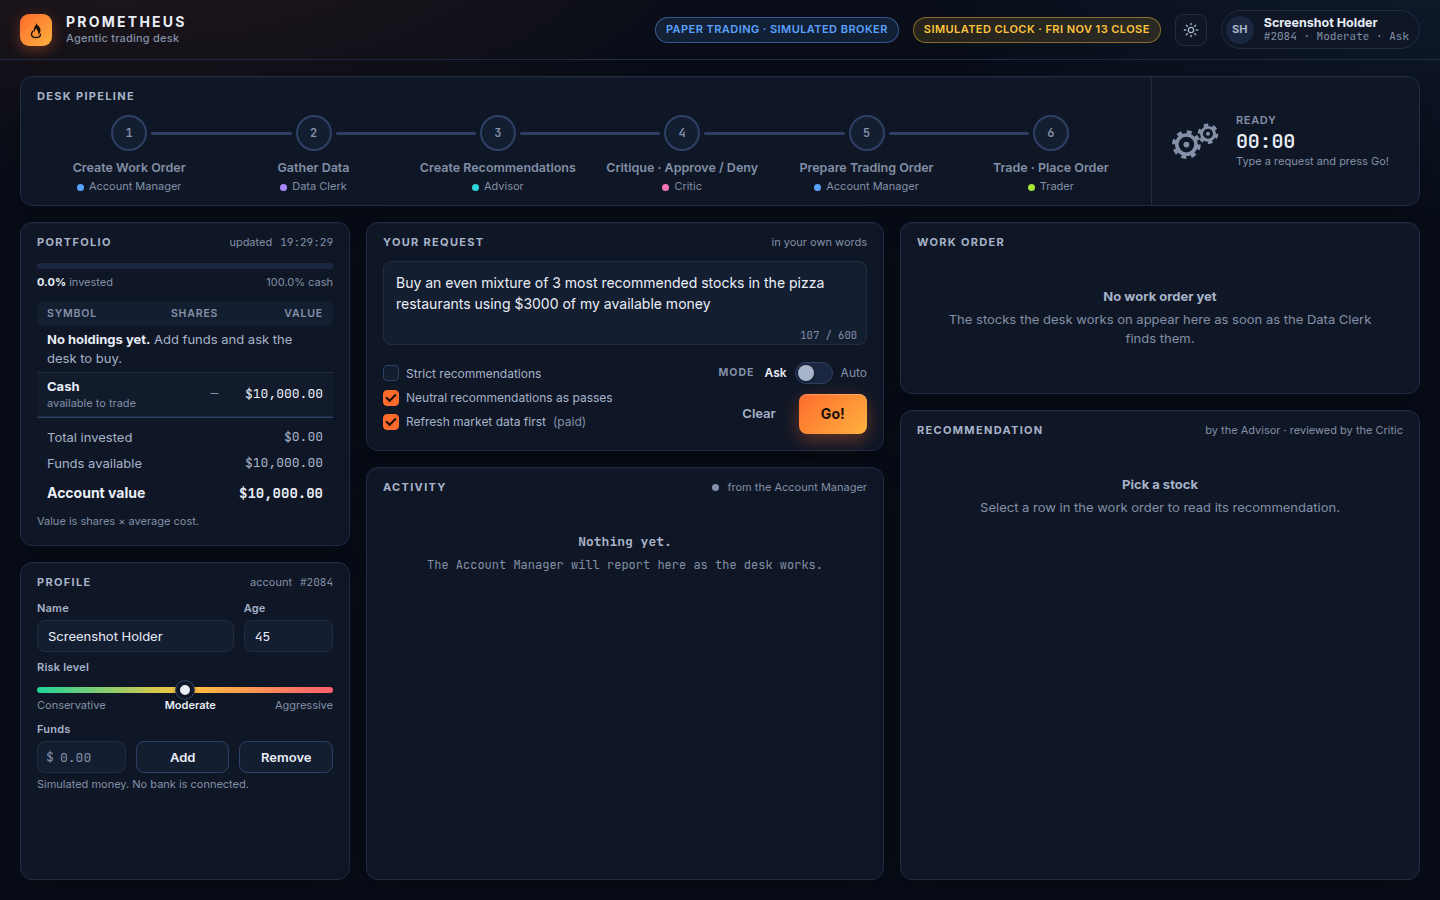 PROMETHEUS
Agentic trading desk
PAPER TRADING · SIMULATED BROKER
SIMULATED CLOCK · FRI NOV 13 CLOSE
SH
Screenshot Holder
#2084 · Moderate · Ask
DESK PIPELINE
1
Create Work Order
Account Manager
2
Gather Data
Data Clerk
3
Create Recommendations
Advisor
4
Critique · Approve / Deny
Critic
5
Prepare Trading Order
Account Manager
6
Trade · Place Order
Trader
READY
00:00
Type a request and press Go!
PORTFOLIO
updated 19:29:29
0.0% invested
100.0% cash
SYMBOL SHARES VALUE
No holdings yet. Add funds and ask the
desk to buy.
Cash
available to trade
— $10,000.00
Total invested $0.00
Funds available $10,000.00
Account value $10,000.00
Value is shares × average cost.
PROFILE
account #2084
Name
Screenshot Holder
Age
45
Risk level
Conservative Moderate Aggressive
Funds
$ 0.00
Add
Remove
Simulated money. No bank is connected.
YOUR REQUEST
in your own words
Buy an even mixture of 3 most recommended stocks in the pizza
restaurants using $3000 of my available money
107 / 600
Strict recommendations
Neutral recommendations as passes
Refresh market data first (paid)
MODE Ask Auto
Clear
Go!
ACTIVITY
from the Account Manager
Nothing yet.
The Account Manager will report here as the desk works.
WORK ORDER
No work order yet
The stocks the desk works on appear here as soon as the Data Clerk
finds them.
RECOMMENDATION
by the Advisor · reviewed by the Critic
Pick a stock
Select a row in the work order to read its recommendation.